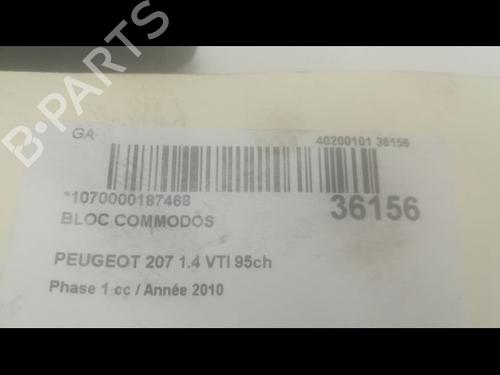 B-PARTS
GA
40200101 36156
*1070000187468
36156
BLOC COMMODOS
PEUGEOT 207 1.4 VTI 95ch
Phase 1 cc / Année 2010